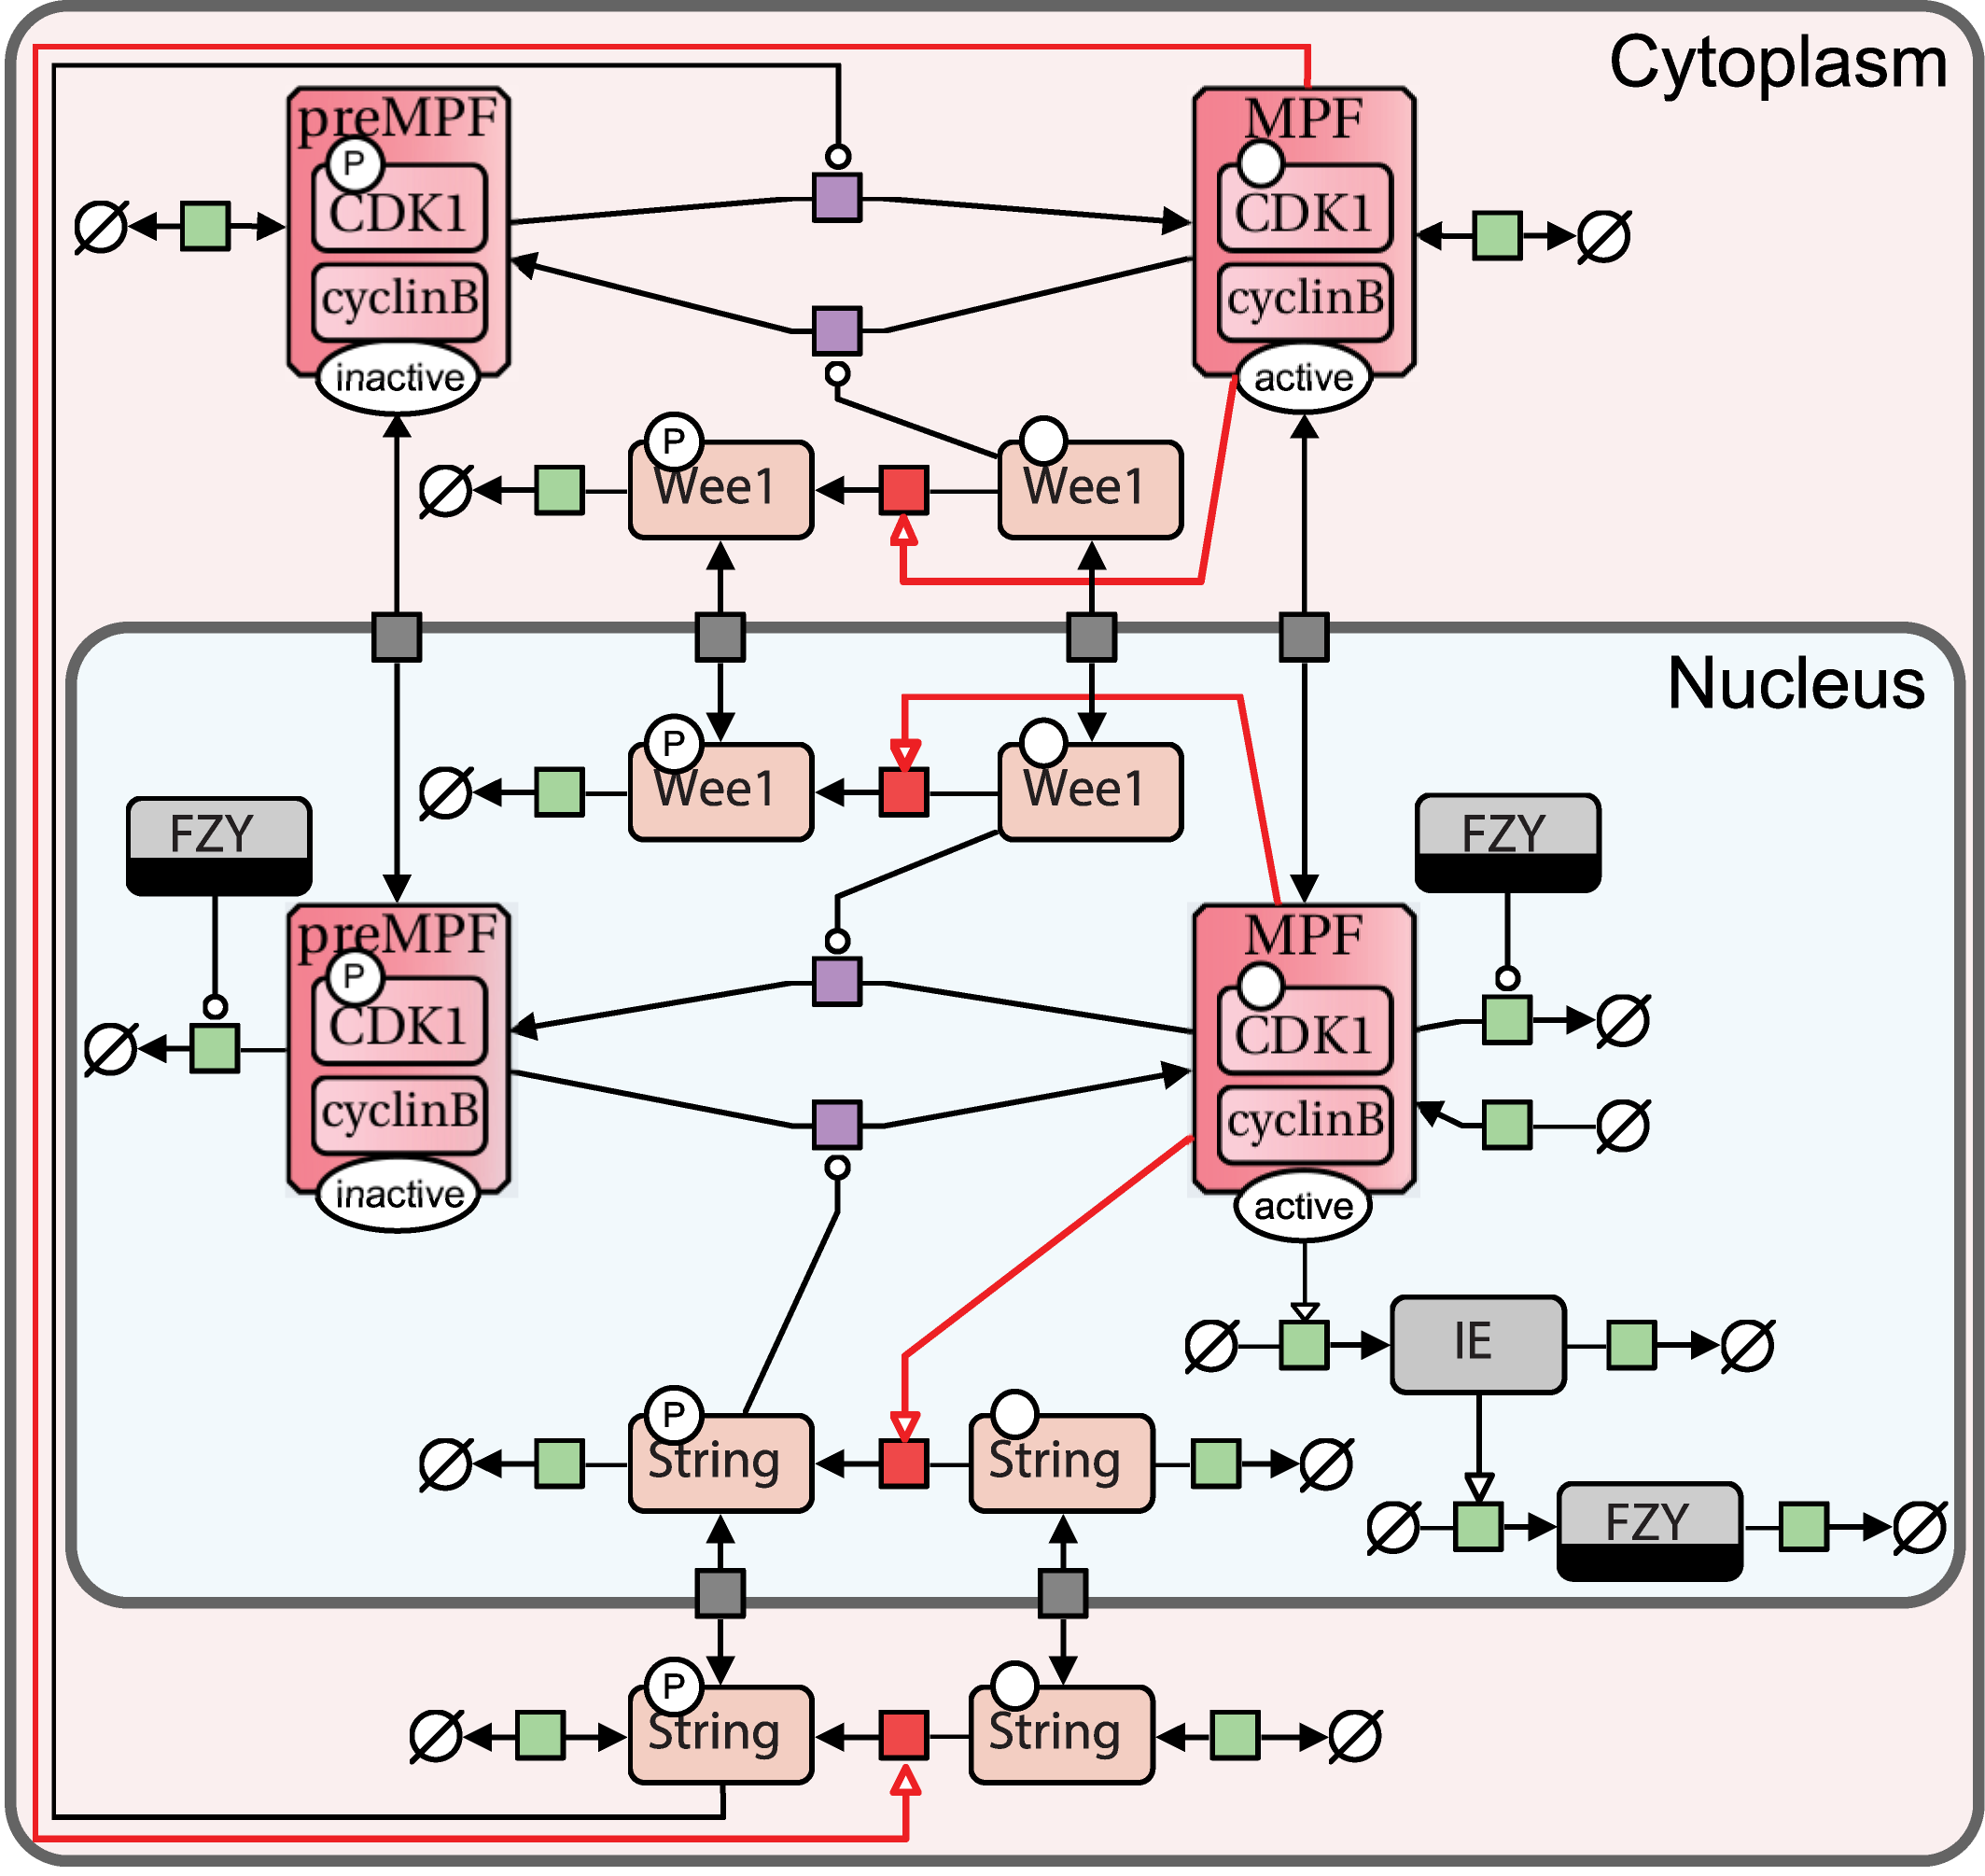 Cytoplasm
preMPF
MPF
P
CDK1
CDK1
cyclinB
cyclinB
inactive
active
P
Wee1
Wee1
Nucleus
P
Wee1
Wee1
FZY
FZY
preMPF
MPF
P
CDK1
CDK1
cyclinB
cyclinB
inactive
active
IE
P
String
String
FZY
P
String
String